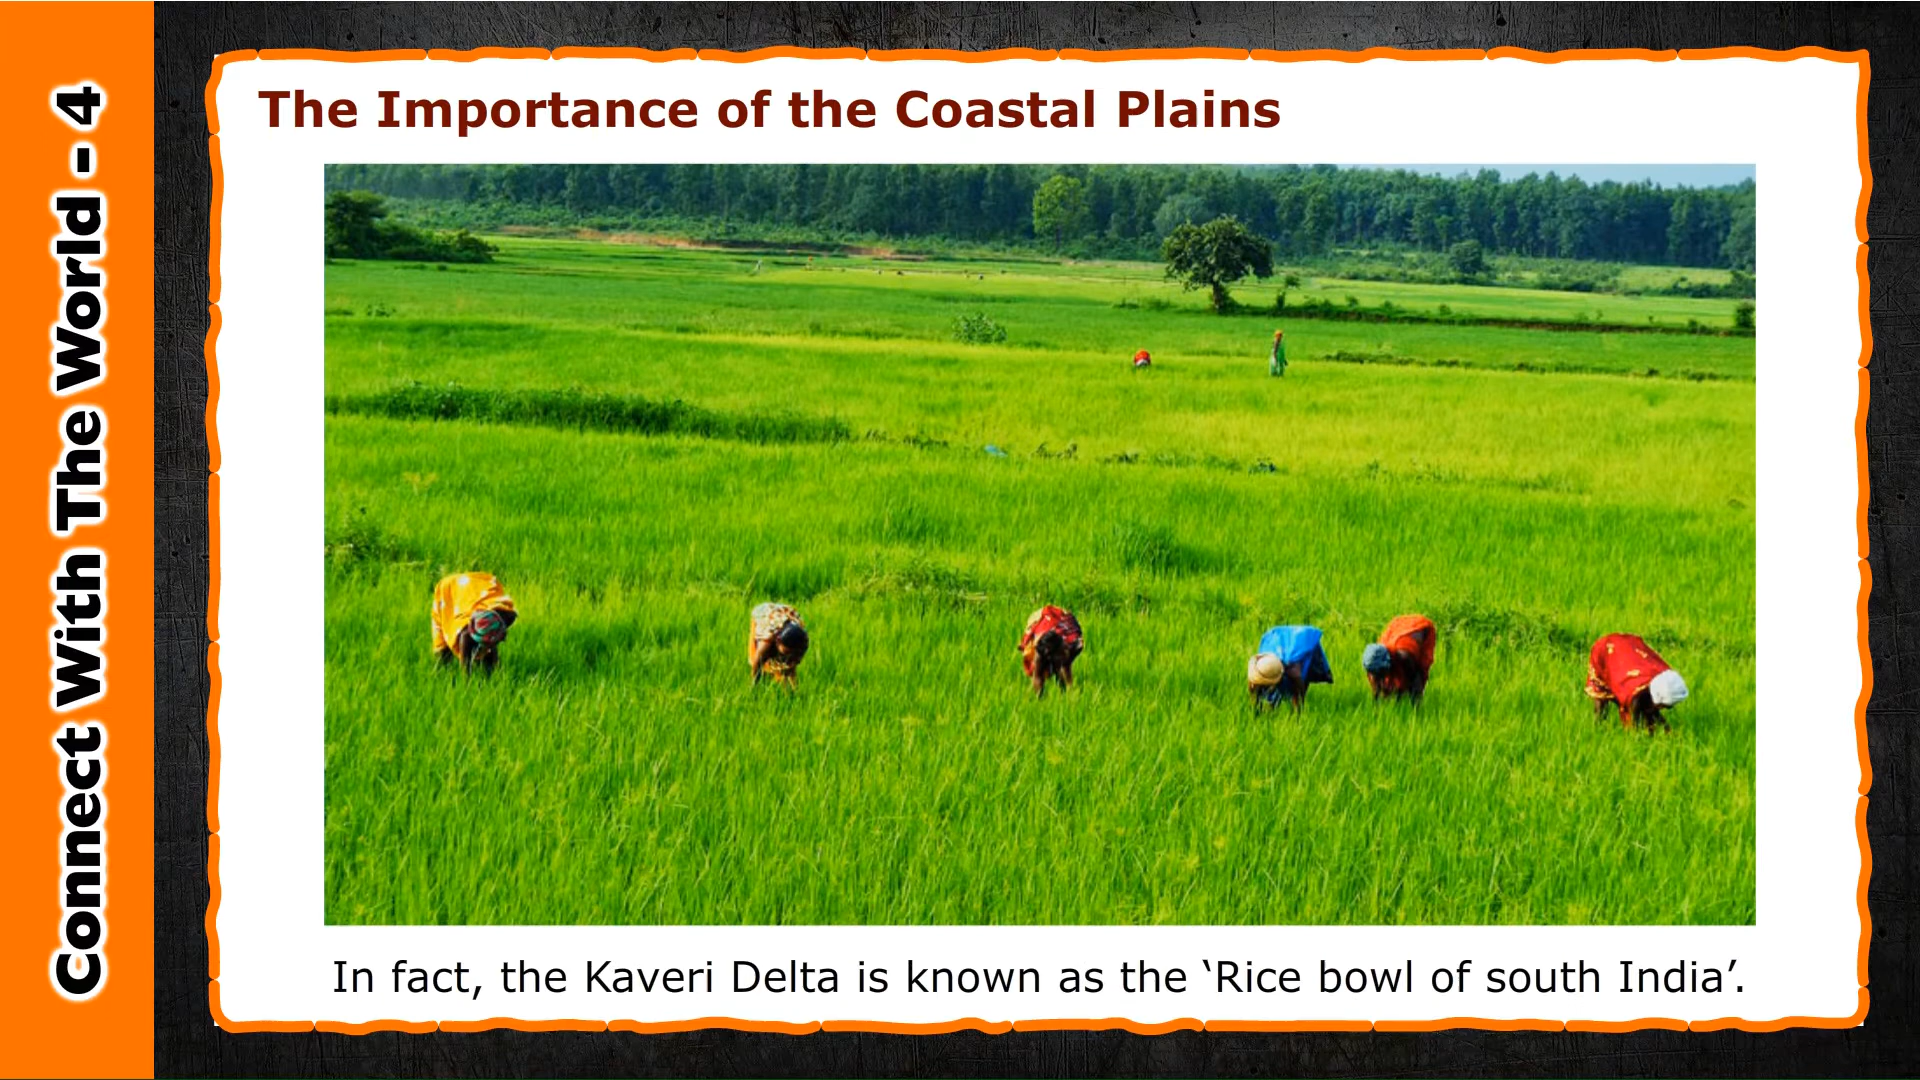 Connect With The World - 4
The Importance of the Coastal Plains
In fact, the Kaveri Delta is known as the ‘Rice bowl of south India’.